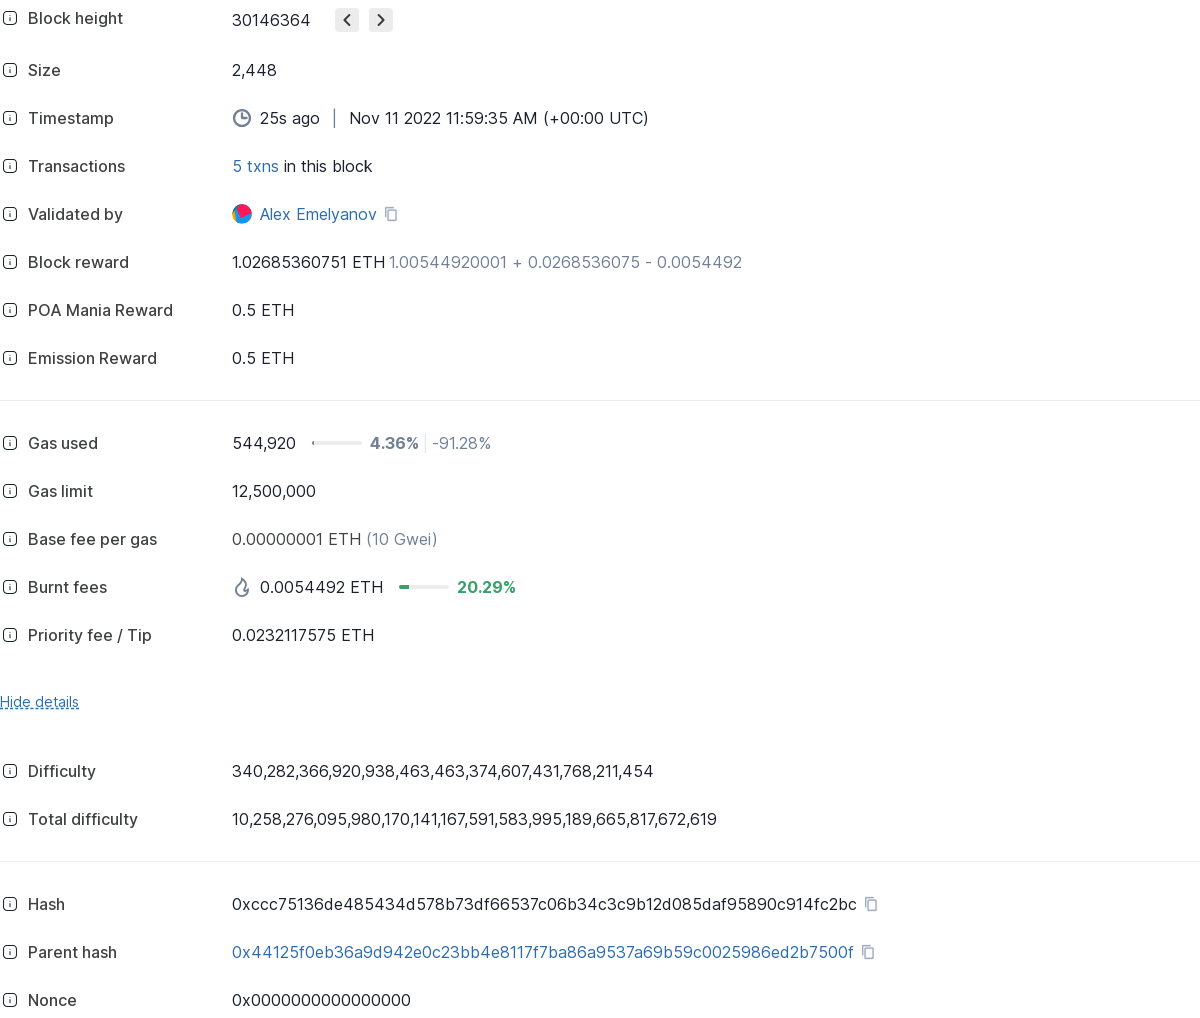 Block height 30146364
Size 2,448
Timestamp 25s ago | Nov 11 2022 11:59:35 AM (+00:00 UTC)
Transactions 5 txns in this block
Validated by Alex Emelyanov
Block reward 1.02685360751 ETH 1.00544920001 + 0.0268536075 - 0.0054492
POA Mania Reward 0.5 ETH
Emission Reward 0.5 ETH
Gas used 544,920 4.36% -91.28%
Gas limit 12,500,000
Base fee per gas 0.00000001 ETH (10 Gwei)
Burnt fees 0.0054492 ETH 20.29%
Priority fee / Tip 0.0232117575 ETH
Hide details
Difficulty 340,282,366,920,938,463,463,374,607,431,768,211,454
Total difficulty 10,258,276,095,980,170,141,167,591,583,995,189,665,817,672,619
Hash 0xccc75136de485434d578b73df66537c06b34c3c9b12d085daf95890c914fc2bc
Parent hash 0x44125f0eb36a9d942e0c23bb4e8117f7ba86a9537a69b59c0025986ed2b7500f
Nonce 0x0000000000000000